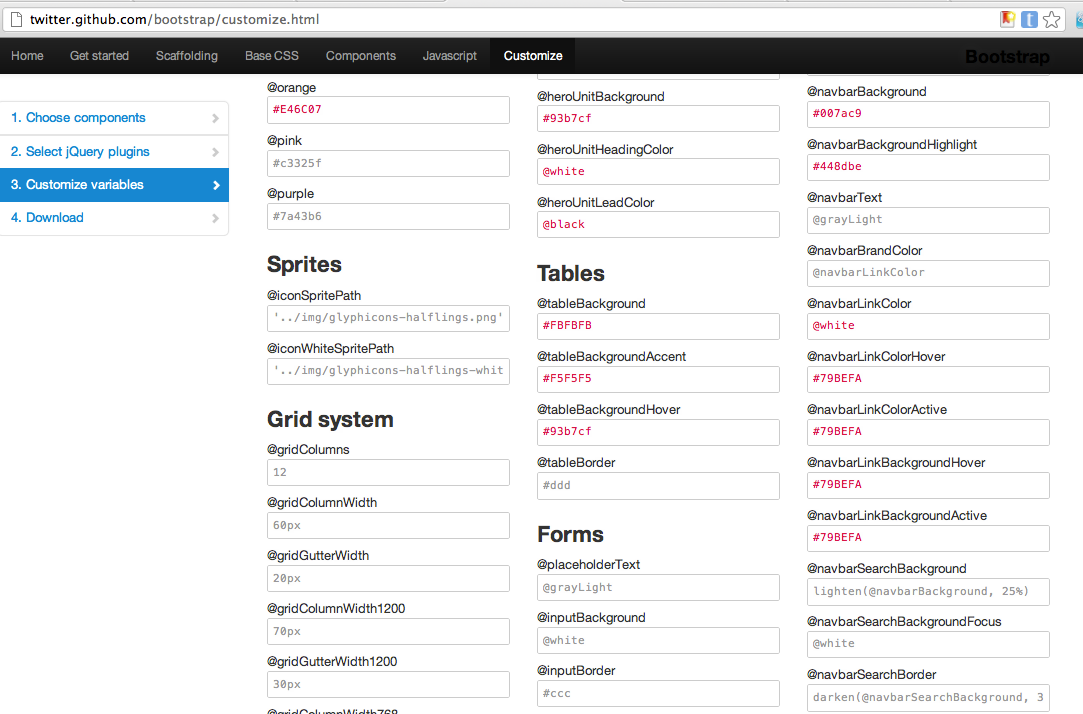 twitter.github.com/bootstrap/customize.html
Home Get started Scaffolding Base CSS Components Javascript Customize Bootstrap
1. Choose components
2. Select jQuery plugins
3. Customize variables
4. Download
@orange
#E46C07
@pink
#c3325f
@purple
#7a43b6
Sprites
@iconSpritePath
'../img/glyphicons-halflings.png'
@iconWhiteSpritePath
'../img/glyphicons-halflings-whit
Grid system
@gridColumns
12
@gridColumnWidth
60px
@gridGutterWidth
20px
@gridColumnWidth1200
70px
@gridGutterWidth1200
30px
@gridColumnWidth768
@heroUnitBackground
#93b7cf
@heroUnitHeadingColor
@white
@heroUnitLeadColor
@black
Tables
@tableBackground
#FBFBFB
@tableBackgroundAccent
#F5F5F5
@tableBackgroundHover
#93b7cf
@tableBorder
#ddd
Forms
@placeholderText
@grayLight
@inputBackground
@white
@inputBorder
#ccc
@navbarBackground
#007ac9
@navbarBackgroundHighlight
#448dbe
@navbarText
@grayLight
@navbarBrandColor
@navbarLinkColor
@navbarLinkColor
@white
@navbarLinkColorHover
#79BEFA
@navbarLinkColorActive
#79BEFA
@navbarLinkBackgroundHover
#79BEFA
@navbarLinkBackgroundActive
#79BEFA
@navbarSearchBackground
lighten(@navbarBackground, 25%)
@navbarSearchBackgroundFocus
@white
@navbarSearchBorder
darken(@navbarSearchBackground, 3